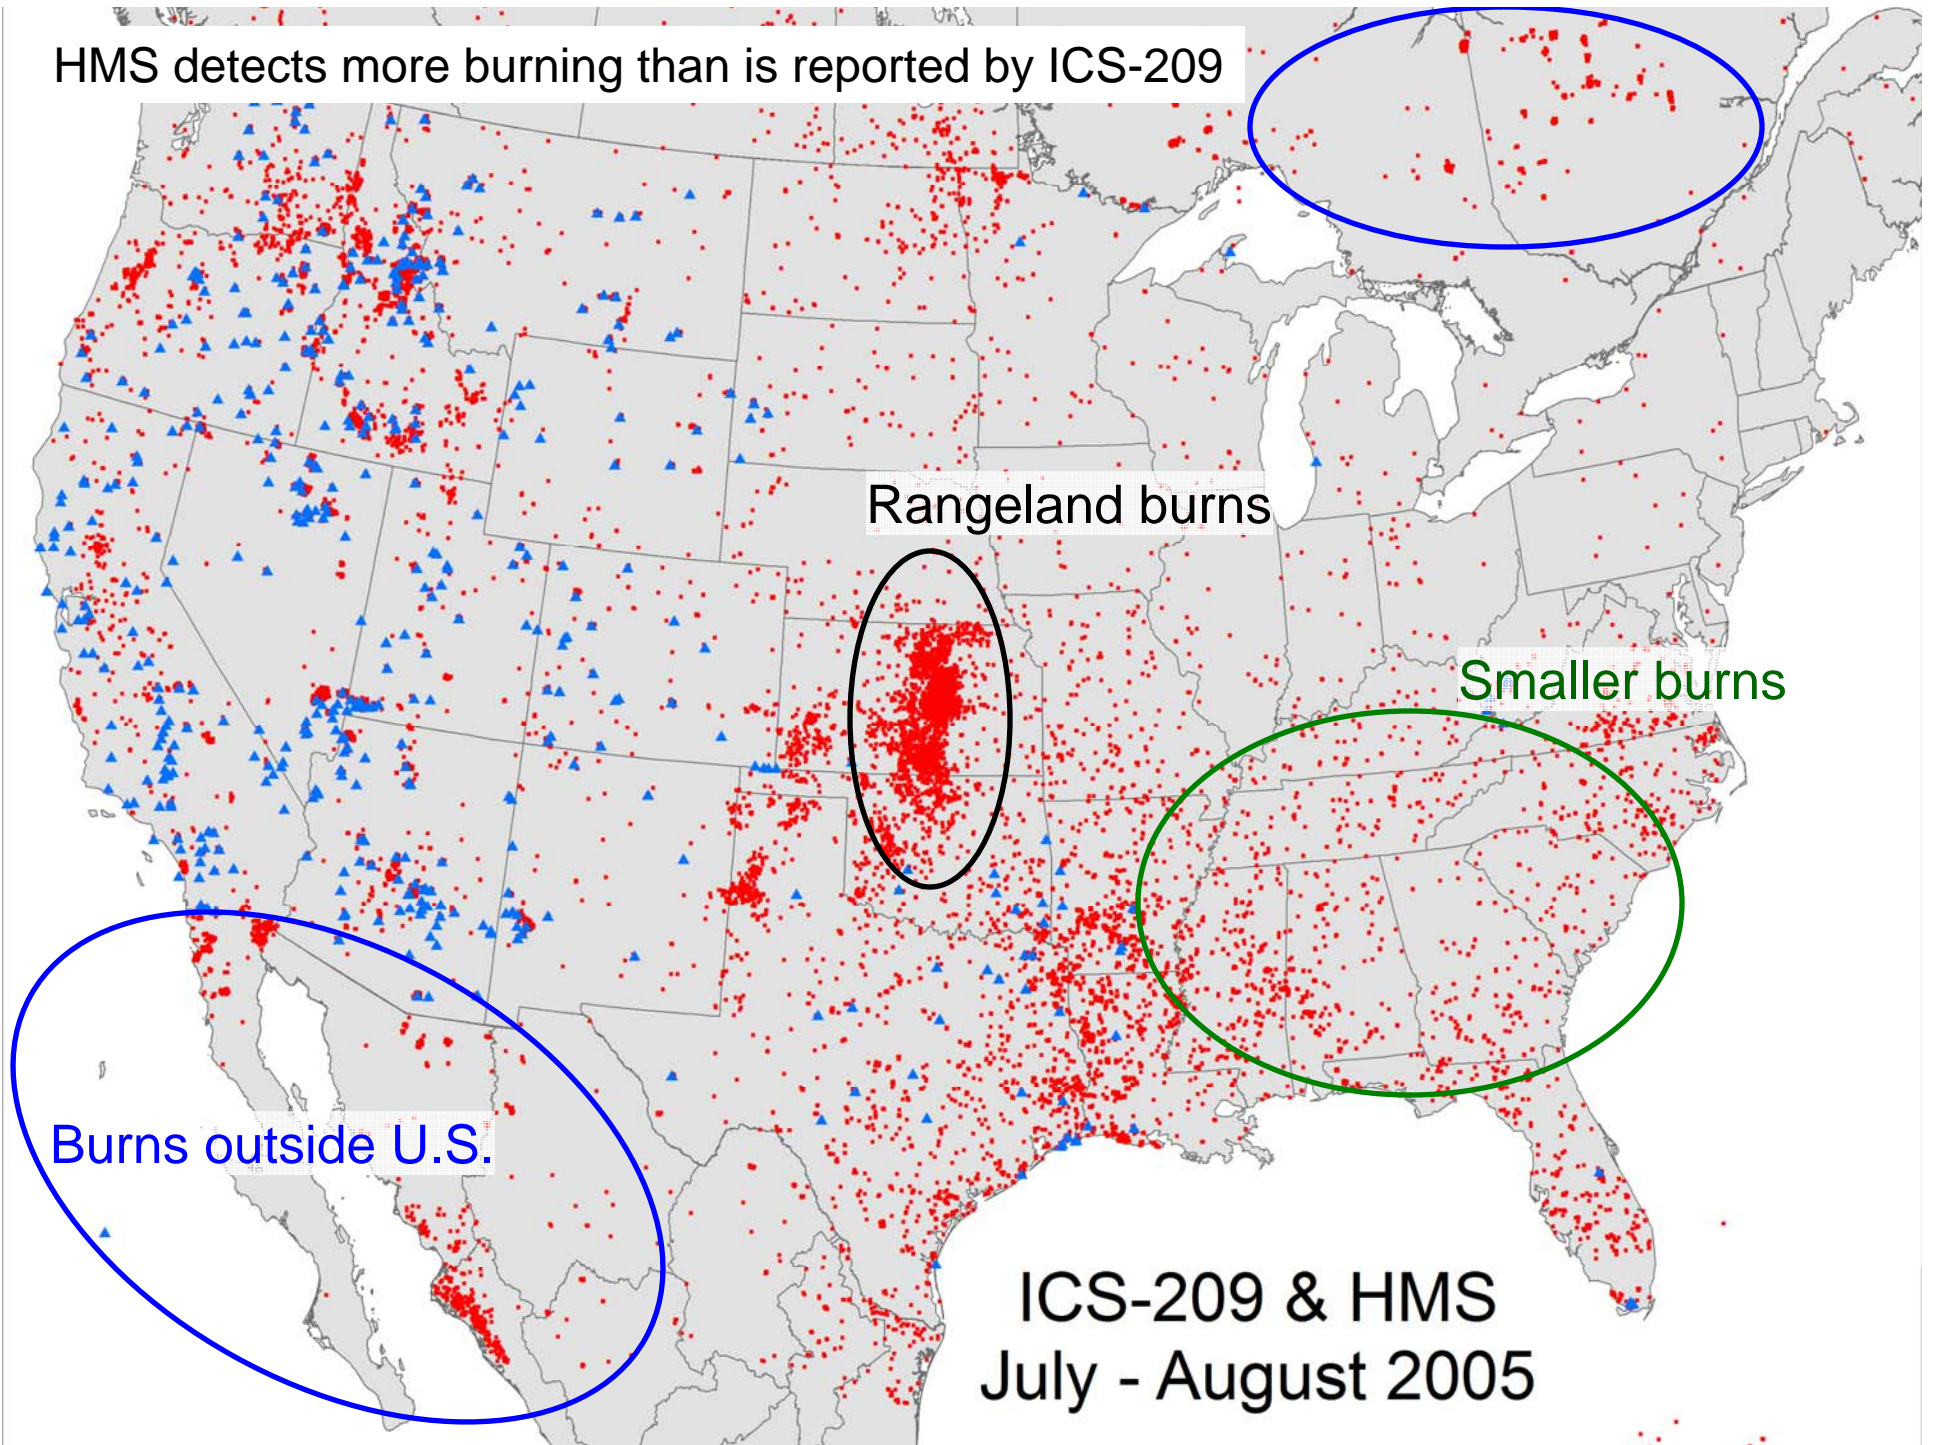 HMS detects more burning than is reported by ICS-209
Rangeland burns
Smaller burns
Burns outside U.S.
ICS-209 & HMS
July - August 2005